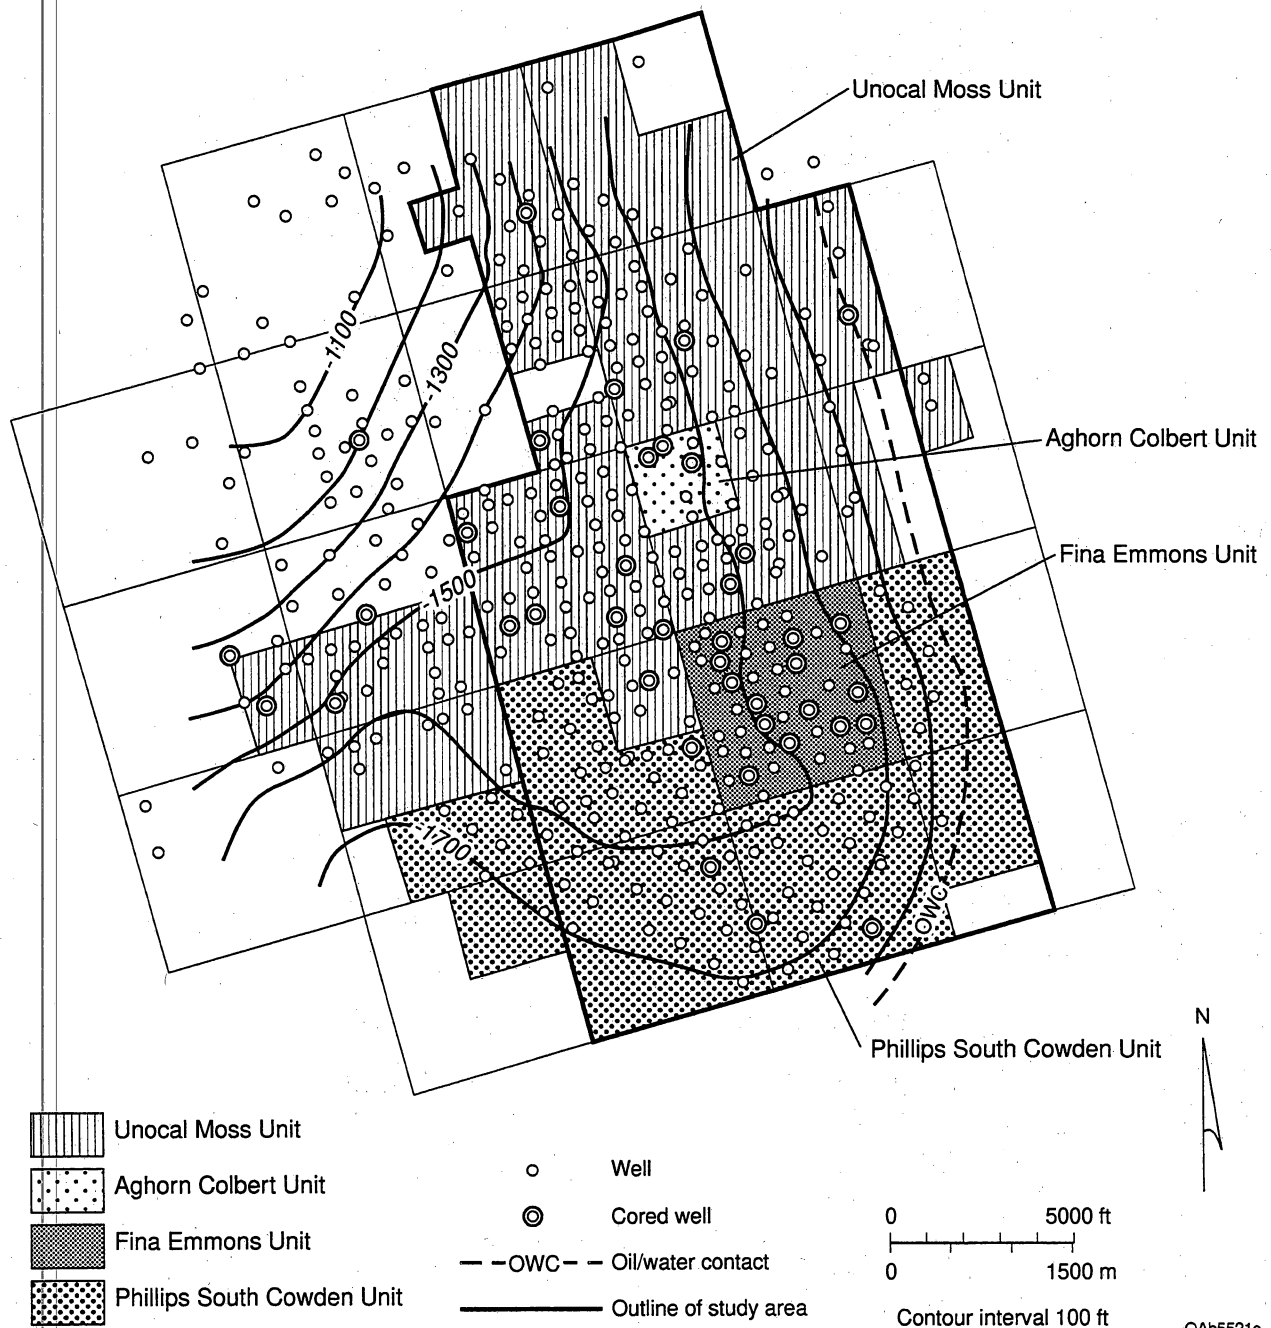 Unocal Moss Unit
-1100
-1300
Aghorn Colbert Unit
Fina Emmons Unit
-1500
-1700
OWC
Phillips South Cowden Unit
N
Unocal Moss Unit
Aghorn Colbert Unit
Fina Emmons Unit
Phillips South Cowden Unit
Well
Cored well
OWC
Oil/water contact
Outline of study area
0 5000 ft
0 1500 m
Contour interval 100 ft